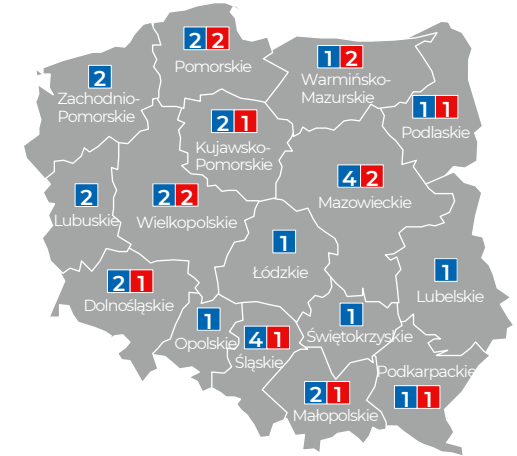 2 2
Pomorskie
1 2
Warmińsko-
Mazurskie
2
Zachodnio-
Pomorskie
1 1
Podlaskie
2 1
Kujawsko-
Pomorskie
4 2
Mazowieckie
2
Lubuskie
2 2
Wielkopolskie
1
Łódzkie
1
Lubelskie
2 1
Dolnośląskie
1
Opolskie
4 1
Śląskie
1
Świętokrzyskie
Podkarpackie
1 1
2 1
Małopolskie